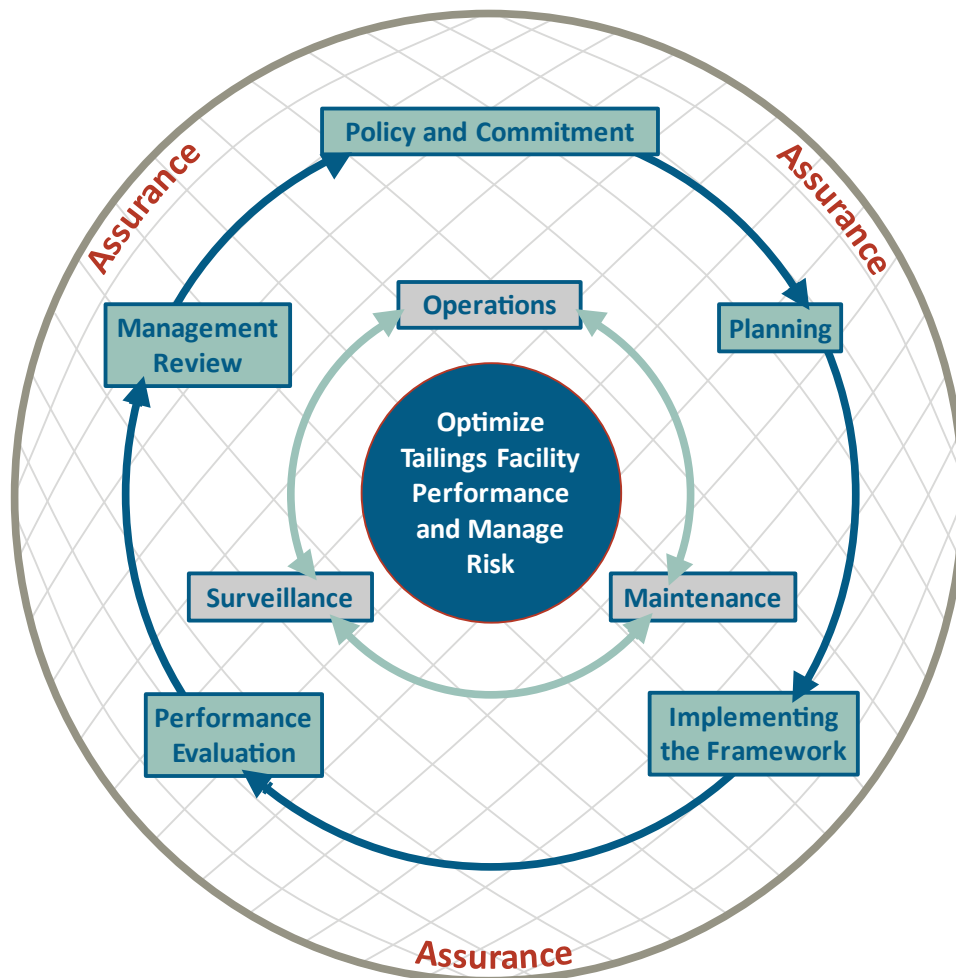 Policy and Commitment
Assurance
Assurance
Operations
Management
Review
Planning
Optimize
Tailings Facility
Performance
and Manage
Risk
Surveillance
Maintenance
Performance
Evaluation
Implementing
the Framework
Assurance